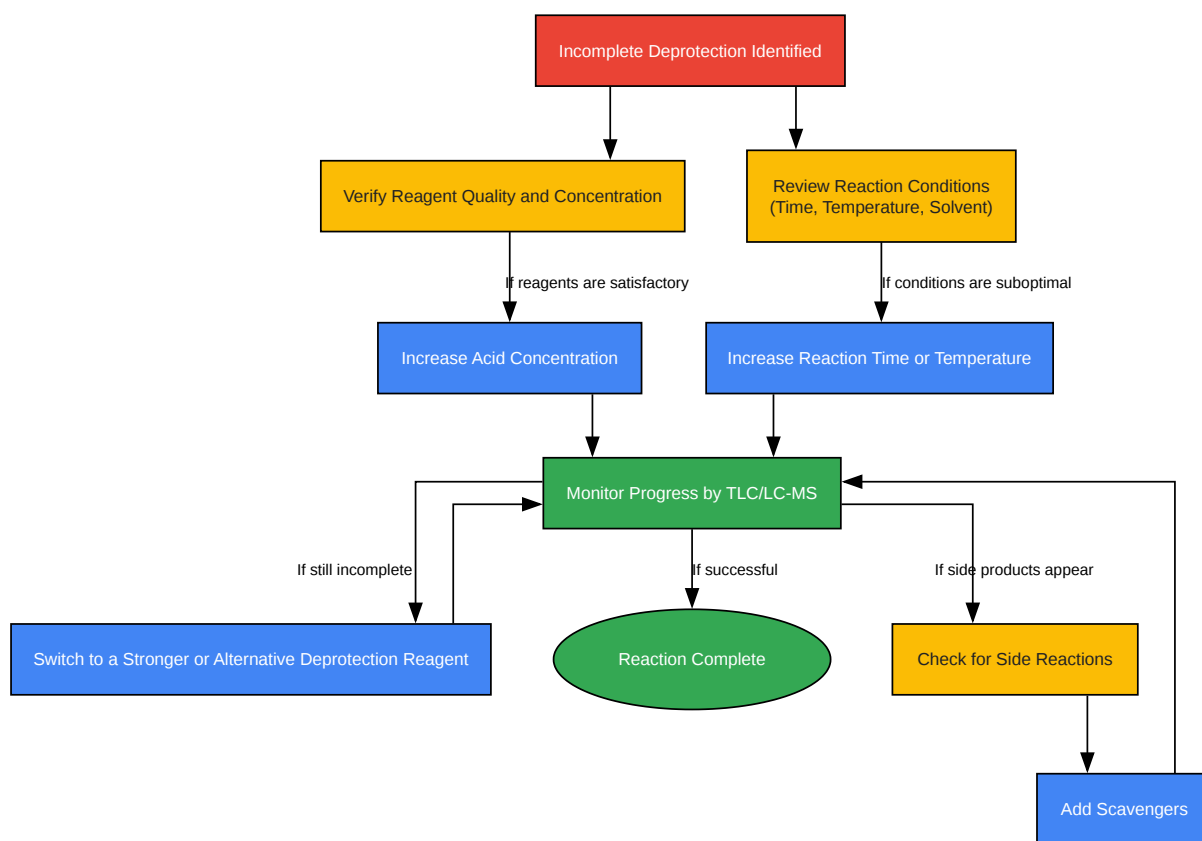 Incomplete Deprotection Identified
Verify Reagent Quality and Concentration
Review Reaction Conditions
(Time, Temperature, Solvent)
If reagents are satisfactory
If conditions are suboptimal
Increase Acid Concentration
Increase Reaction Time or Temperature
Monitor Progress by TLC/LC-MS
If still incomplete
If successful
If side products appear
Switch to a Stronger or Alternative Deprotection Reagent
Reaction Complete
Check for Side Reactions
Add Scavengers